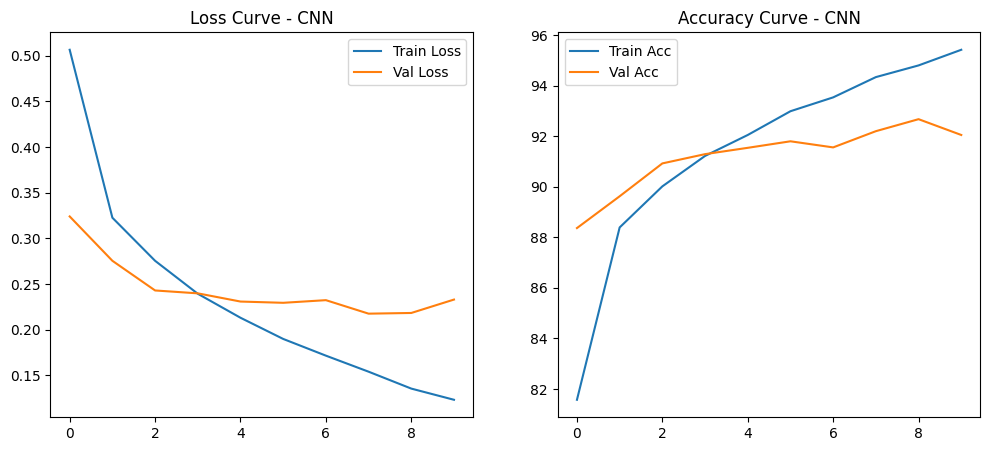 Loss Curve - CNN
Train Loss
Val Loss
0.50
0.45
0.40
0.35
0.30
0.25
0.20
0.15
0 2 4 6 8
Accuracy Curve - CNN
Train Acc
Val Acc
96
94
92
90
88
86
84
82
0 2 4 6 8